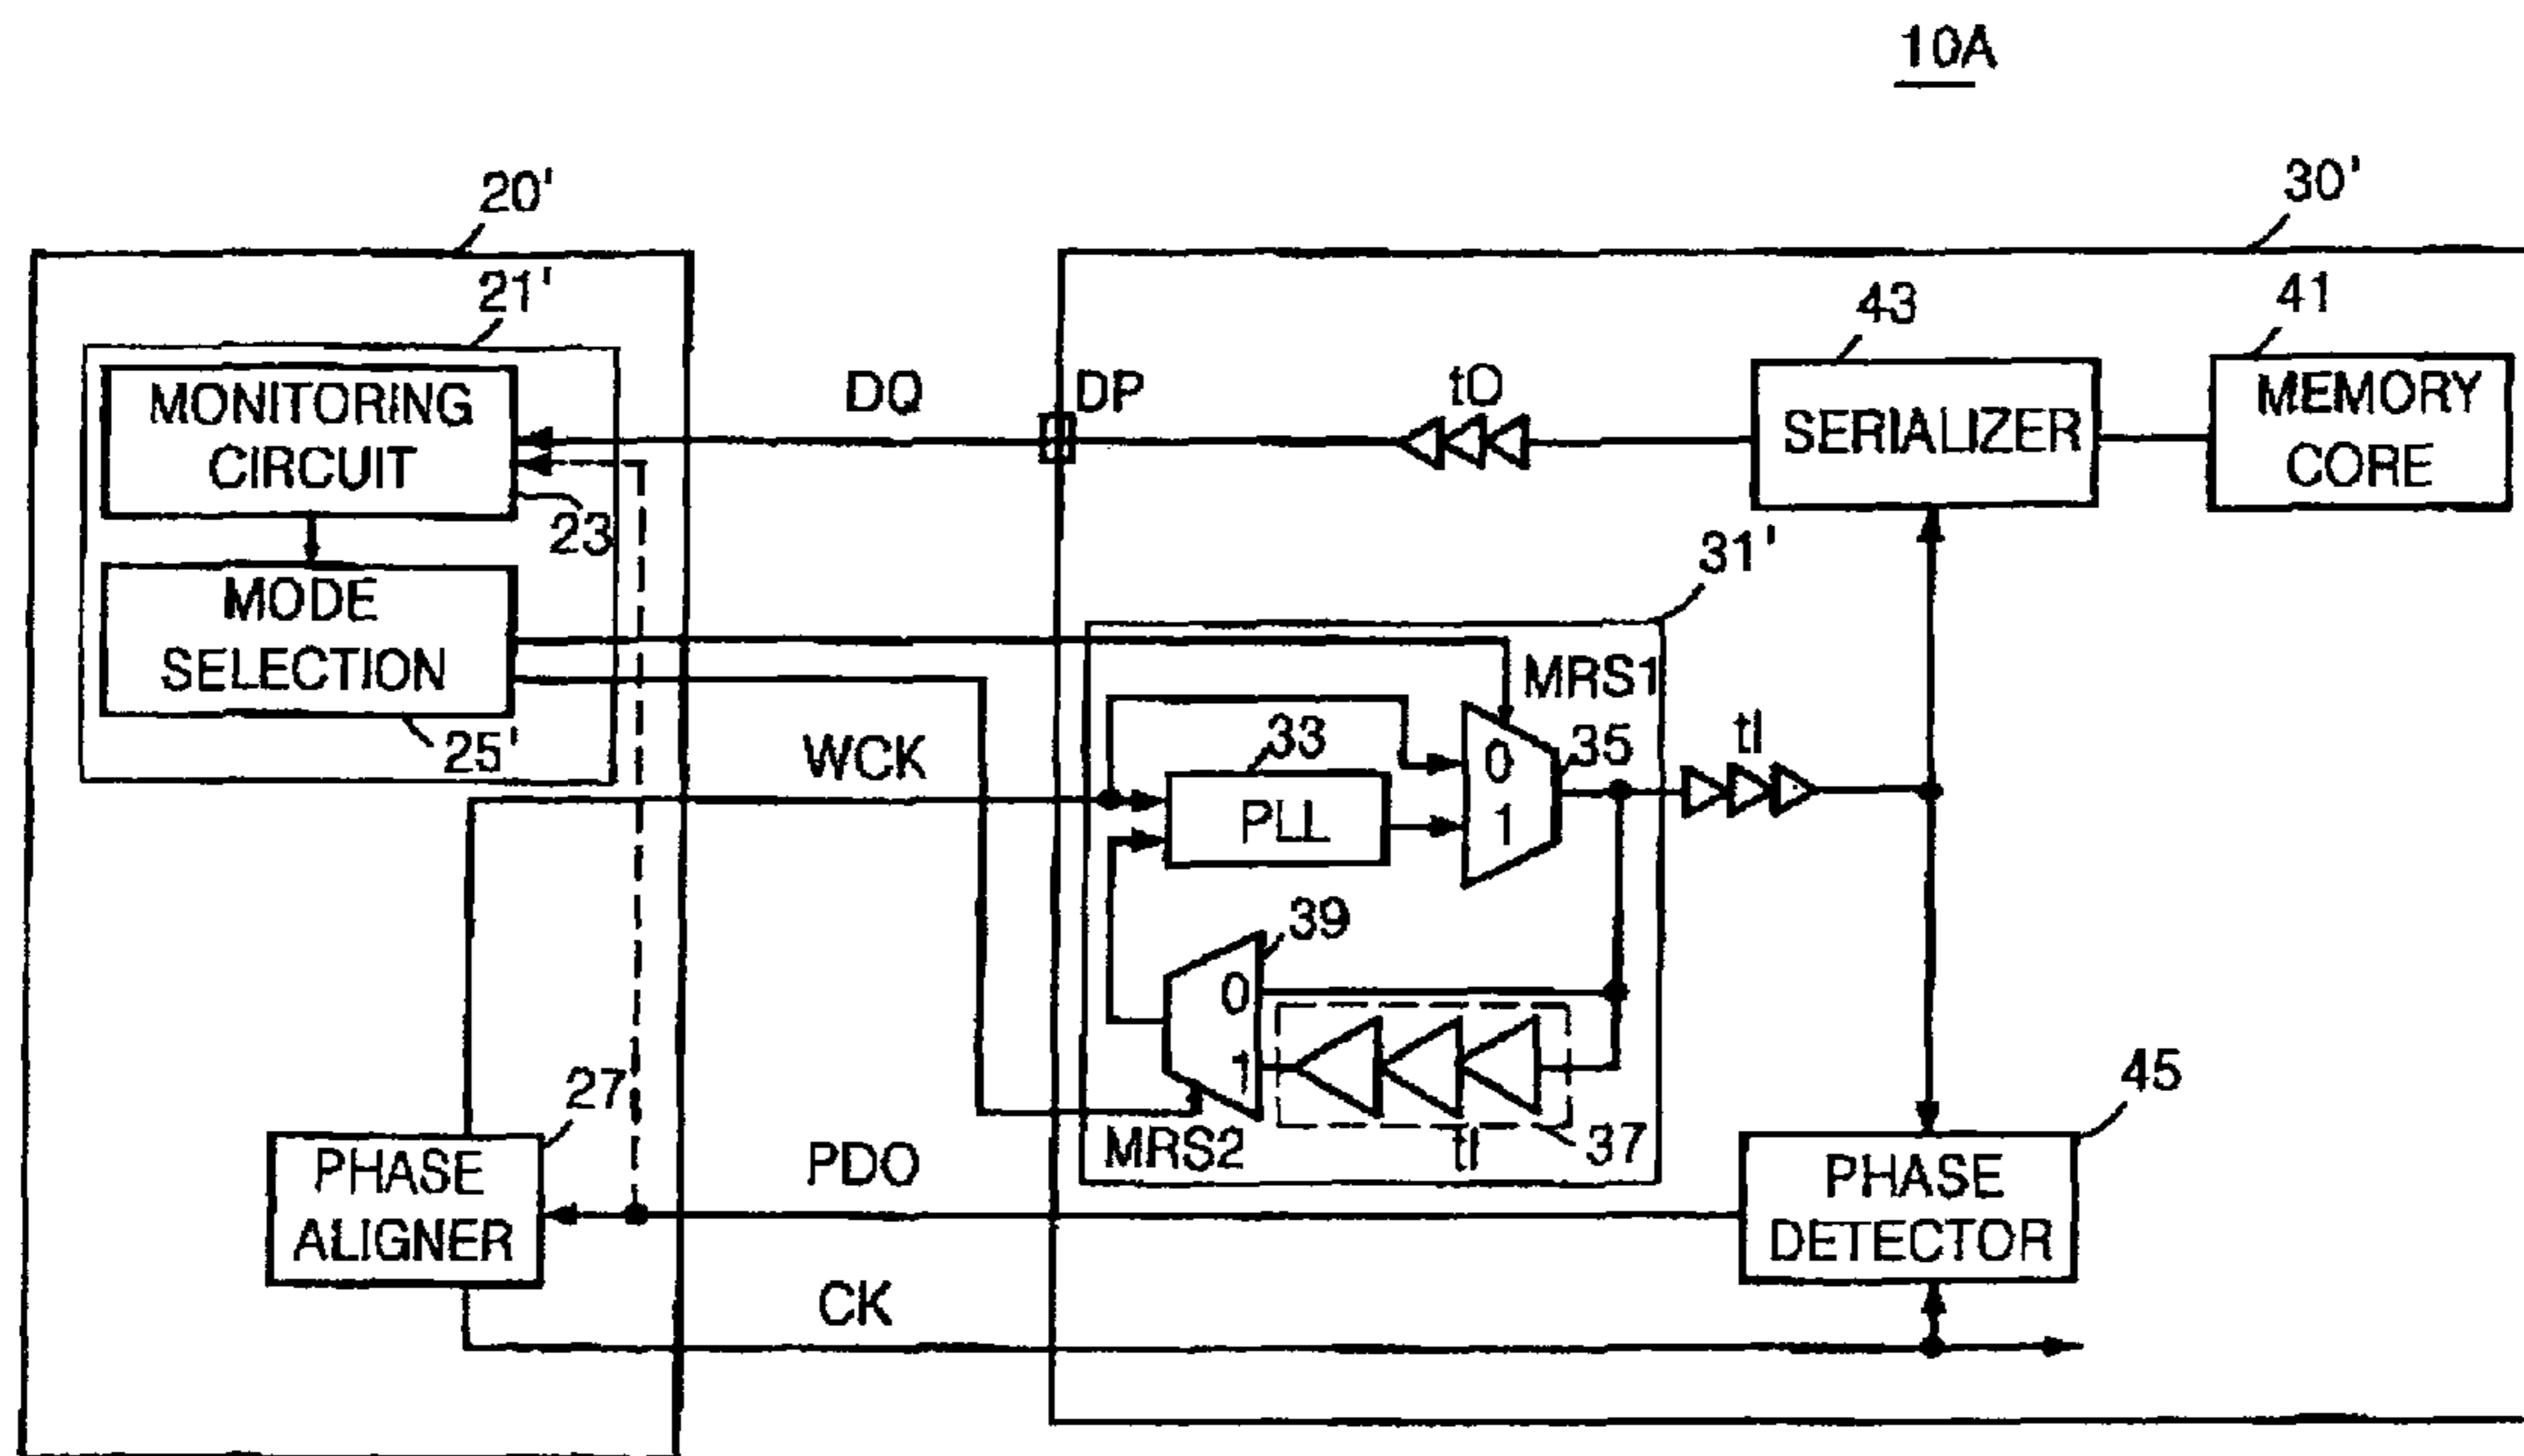 10A
20'
30'
21'
43
41
MONITORING
CIRCUIT
DQ
DP
tO
SERIALIZER
MEMORY
CORE
23
31'
MODE
SELECTION
MRS1
25'
WCK
33
PLL
0
1
35
tI
39
0
1
27
MRS2
tI
37
45
PHASE
ALIGNER
PDO
PHASE
DETECTOR
CK